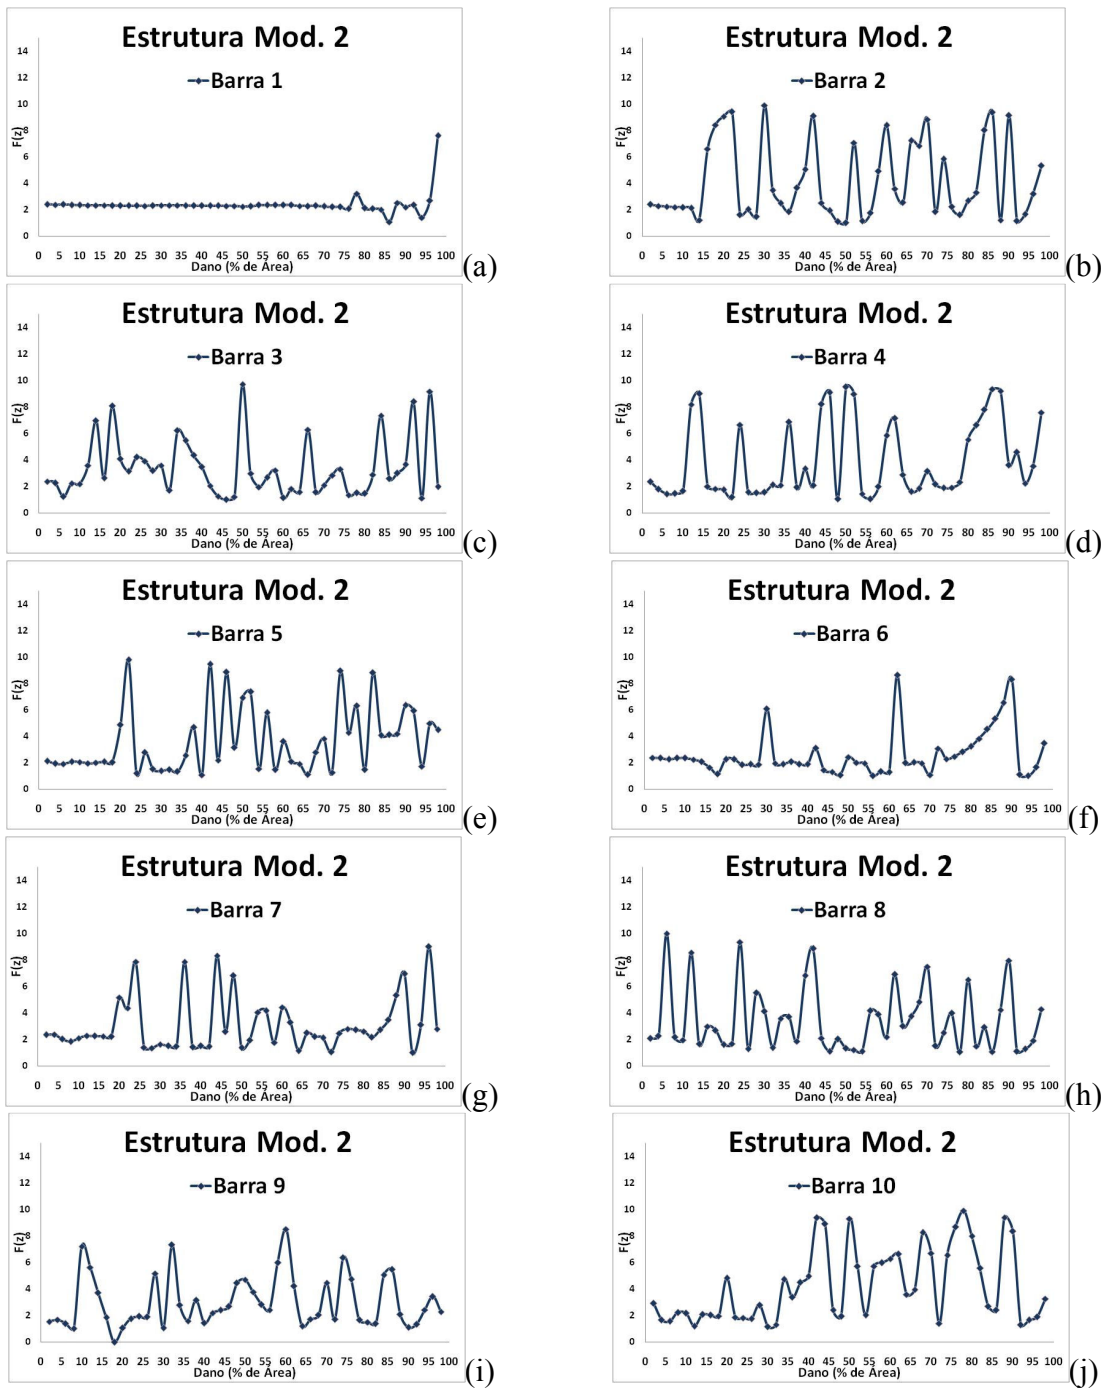 Estrutura Mod. 2
Barra 1
F(z)
14
12
10
8
6
4
2
0
0 5 10 15 20 25 30 35 40 45 50 55 60 65 70 75 80 85 90 95 100
Dano (% de Área)
(a)
Estrutura Mod. 2
Barra 2
F(z)
14
12
10
8
6
4
2
0
0 5 10 15 20 25 30 35 40 45 50 55 60 65 70 75 80 85 90 95 100
Dano (% de Área)
(b)
Estrutura Mod. 2
Barra 3
F(z)
14
12
10
8
6
4
2
0
0 5 10 15 20 25 30 35 40 45 50 55 60 65 70 75 80 85 90 95 100
Dano (% de Área)
(c)
Estrutura Mod. 2
Barra 4
F(z)
14
12
10
8
6
4
2
0
0 5 10 15 20 25 30 35 40 45 50 55 60 65 70 75 80 85 90 95 100
Dano (% de Área)
(d)
Estrutura Mod. 2
Barra 5
F(z)
14
12
10
8
6
4
2
0
0 5 10 15 20 25 30 35 40 45 50 55 60 65 70 75 80 85 90 95 100
Dano (% de Área)
(e)
Estrutura Mod. 2
Barra 6
F(z)
14
12
10
8
6
4
2
0
0 5 10 15 20 25 30 35 40 45 50 55 60 65 70 75 80 85 90 95 100
Dano (% de Área)
(f)
Estrutura Mod. 2
Barra 7
F(z)
14
12
10
8
6
4
2
0
0 5 10 15 20 25 30 35 40 45 50 55 60 65 70 75 80 85 90 95 100
Dano (% de Área)
(g)
Estrutura Mod. 2
Barra 8
F(z)
14
12
10
8
6
4
2
0
0 5 10 15 20 25 30 35 40 45 50 55 60 65 70 75 80 85 90 95 100
Dano (% de Área)
(h)
Estrutura Mod. 2
Barra 9
F(z)
14
12
10
8
6
4
2
0
0 5 10 15 20 25 30 35 40 45 50 55 60 65 70 75 80 85 90 95 100
Dano (% de Área)
(i)
Estrutura Mod. 2
Barra 10
F(z)
14
12
10
8
6
4
2
0
0 5 10 15 20 25 30 35 40 45 50 55 60 65 70 75 80 85 90 95 100
Dano (% de Área)
(j)